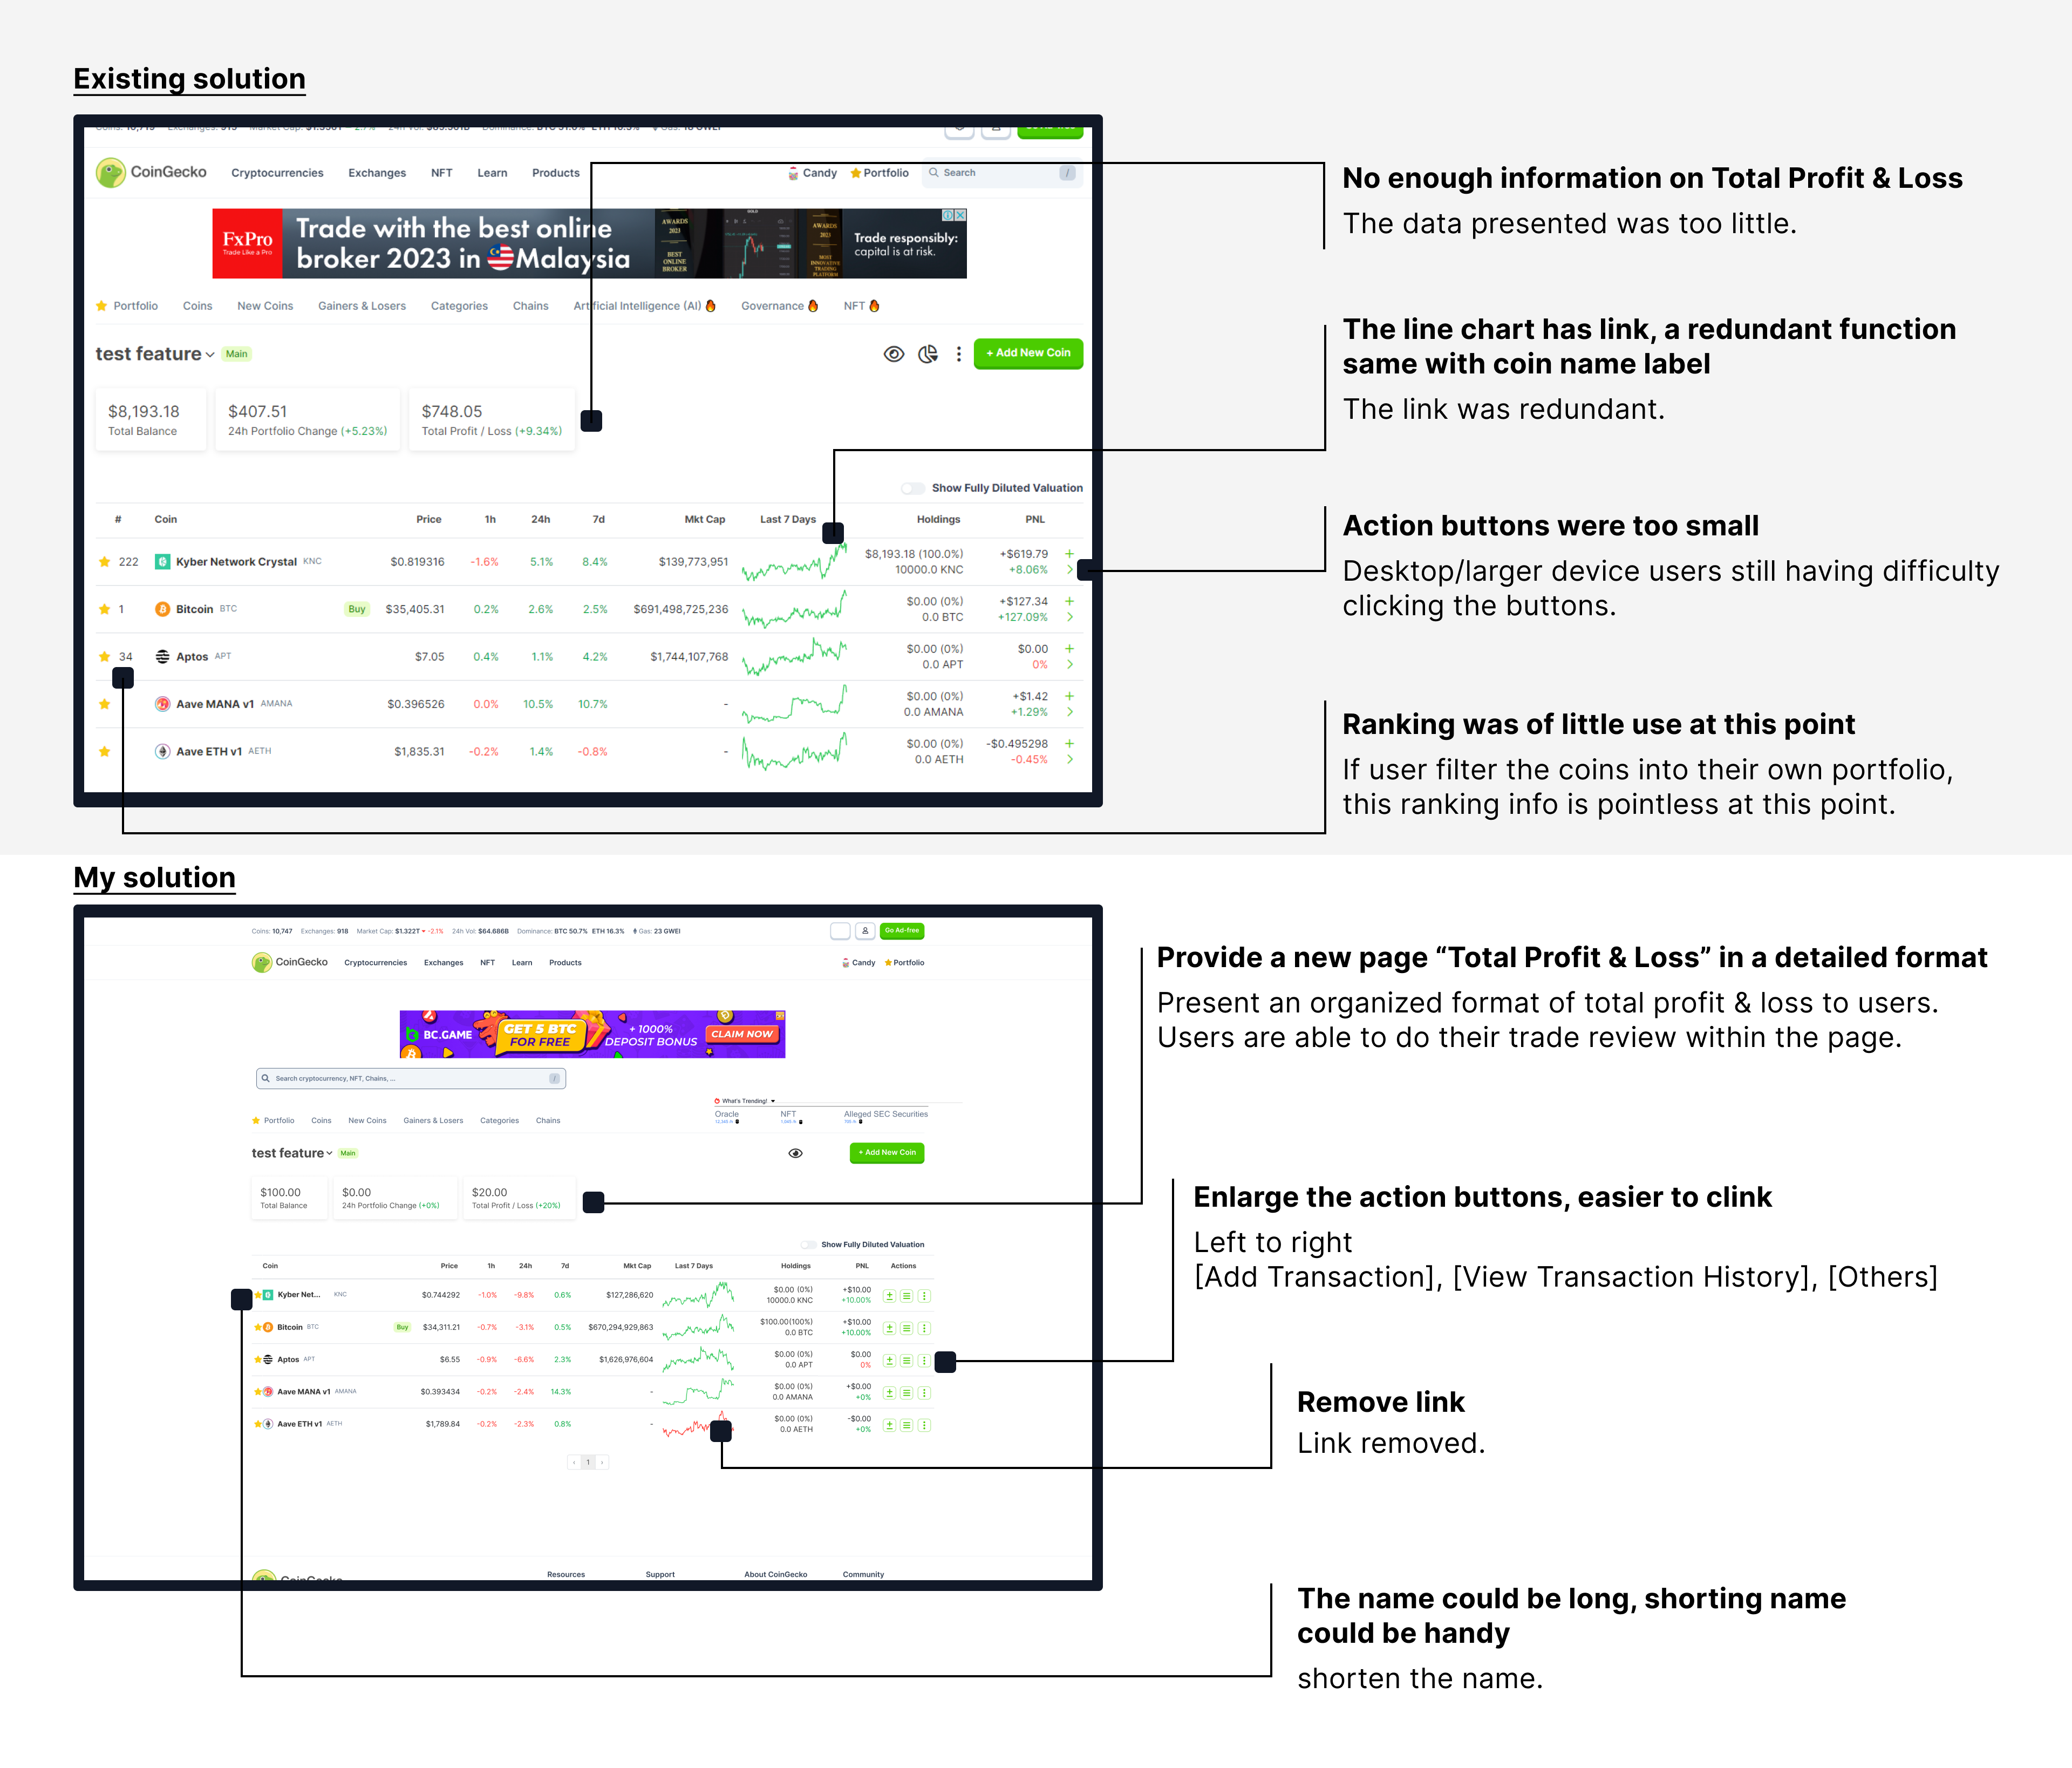 Existing solution
CoinGecko Cryptocurrencies Exchanges NFT Learn Products Candy Portfolio Search /
FxPro Trade Like a Pro
Trade with the best online
broker 2023 in Malaysia
AWARDS 2023 BEST ONLINE BROKER
GOLD
AWARDS 2023 MOST INNOVATIVE TRADING PLATFORM
Trade responsibly:
capital is at risk.
Portfolio Coins New Coins Gainers & Losers Categories Chains Artificial Intelligence (AI) Governance NFT
test feature Main + Add New Coin
$8,193.18 $407.51 $748.05
Total Balance 24h Portfolio Change (+5.23%) Total Profit / Loss (+9.34%)
Show Fully Diluted Valuation
# Coin Price 1h 24h 7d Mkt Cap Last 7 Days Holdings PNL
222 Kyber Network Crystal KNC $0.819316 -1.6% 5.1% 8.4% $139,773,951 $8,193.18 (100.0%) +$619.79 +
10000.0 KNC +8.06% >
1 Bitcoin BTC Buy $35,405.31 0.2% 2.6% 2.5% $691,498,725,236 $0.00 (0%) +$127.34 +
0.0 BTC +127.09% >
34 Aptos APT $7.05 0.4% 1.1% 4.2% $1,744,107,768 $0.00 (0%) $0.00 +
0.0 APT 0% >
Aave MANA v1 AMANA $0.396526 0.0% 10.5% 10.7% - $0.00 (0%) +$1.42 +
0.0 AMANA +1.29% >
Aave ETH v1 AETH $1,835.31 -0.2% 1.4% -0.8% - $0.00 (0%) -$0.495298 +
0.0 AETH -0.45% >
No enough information on Total Profit & Loss
The data presented was too little.
The line chart has link, a redundant function
same with coin name label
The link was redundant.
Action buttons were too small
Desktop/larger device users still having difficulty
clicking the buttons.
Ranking was of little use at this point
If user filter the coins into their own portfolio,
this ranking info is pointless at this point.
My solution
Coins: 10,747 Exchanges: 918 Market Cap: $1.322T -2.1% 24h Vol: $64.686B Dominance: BTC 50.7% ETH 16.3% Gas: 23 GWEI Go Ad-free
CoinGecko Cryptocurrencies Exchanges NFT Learn Products Candy Portfolio
BC.GAME
GET 5 BTC
FOR FREE
+ 1000%
DEPOSIT BONUS
CLAIM NOW
Search cryptocurrency, NFT, Chains, ... /
What's Trending!
Oracle NFT Alleged SEC Securities
Portfolio Coins New Coins Gainers & Losers Categories Chains
test feature Main + Add New Coin
$100.00 $0.00 $20.00
Total Balance 24h Portfolio Change (+0%) Total Profit / Loss (+20%)
Show Fully Diluted Valuation
Coin Price 1h 24h 7d Mkt Cap Last 7 Days Holdings PNL Actions
Kyber Net... KNC $0.744292 -1.0% -9.8% 0.6% $127,286,620 $0.00 (0%) +$10.00
10000.0 KNC +10.00%
Bitcoin BTC Buy $34,311.21 -0.7% -3.1% 0.5% $670,294,929,863 $100.00(100%) +$10.00
0.0 BTC +10.00%
Aptos APT $6.55 -0.9% -6.6% 2.3% $1,626,976,604 $0.00 (0%) $0.00
0.0 APT 0%
Aave MANA v1 AMANA $0.393434 -0.2% -2.4% 14.3% - $0.00 (0%) +$0.00
0.0 AMANA +0%
Aave ETH v1 AETH $1,789.84 -0.2% -2.3% 0.8% - $0.00 (0%) -$0.00
0.0 AETH +0%
‹ 1 ›
Resources Support About CoinGecko Community
Provide a new page “Total Profit & Loss” in a detailed format
Present an organized format of total profit & loss to users.
Users are able to do their trade review within the page.
Enlarge the action buttons, easier to clink
Left to right
[Add Transaction], [View Transaction History], [Others]
Remove link
Link removed.
The name could be long, shorting name
could be handy
shorten the name.